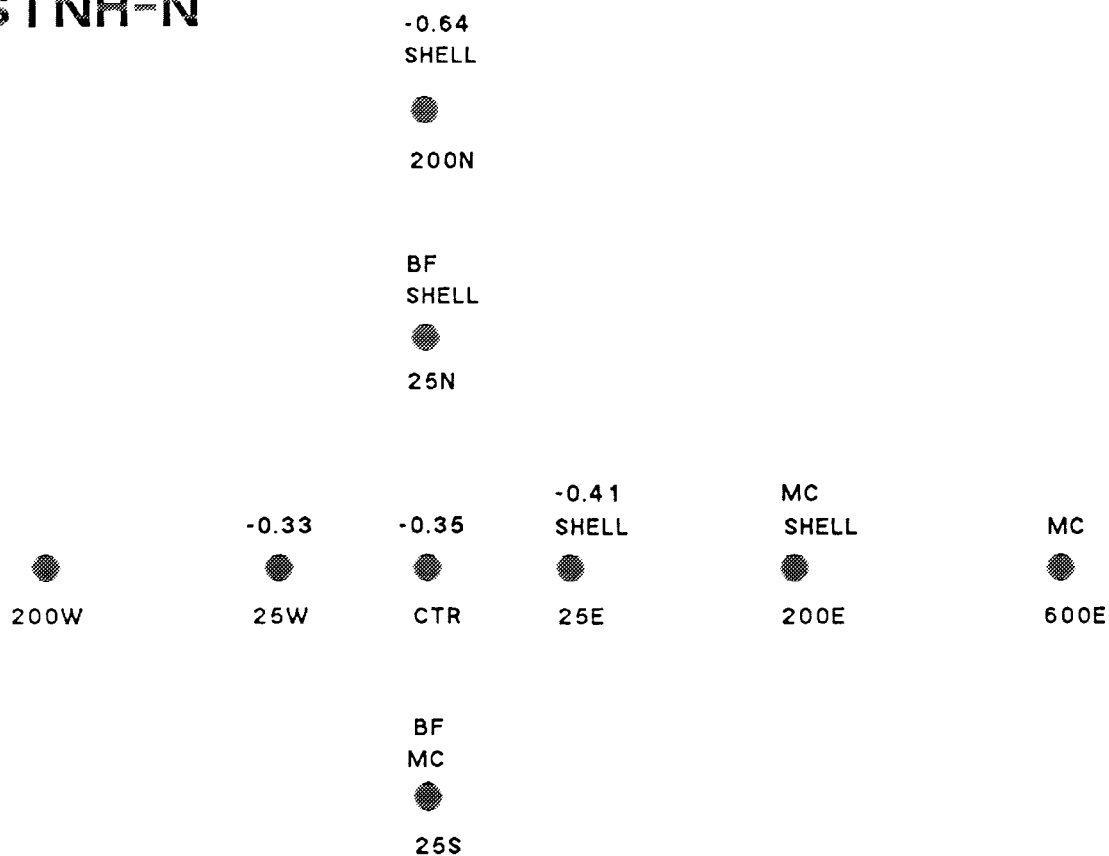 STNH-N
-0.64
SHELL
200N
BF
SHELL
25N
-0.41
MC
-0.33
-0.35
SHELL
SHELL
MC
200W
25W
CTR
25E
200E
600E
BF
MC
25S